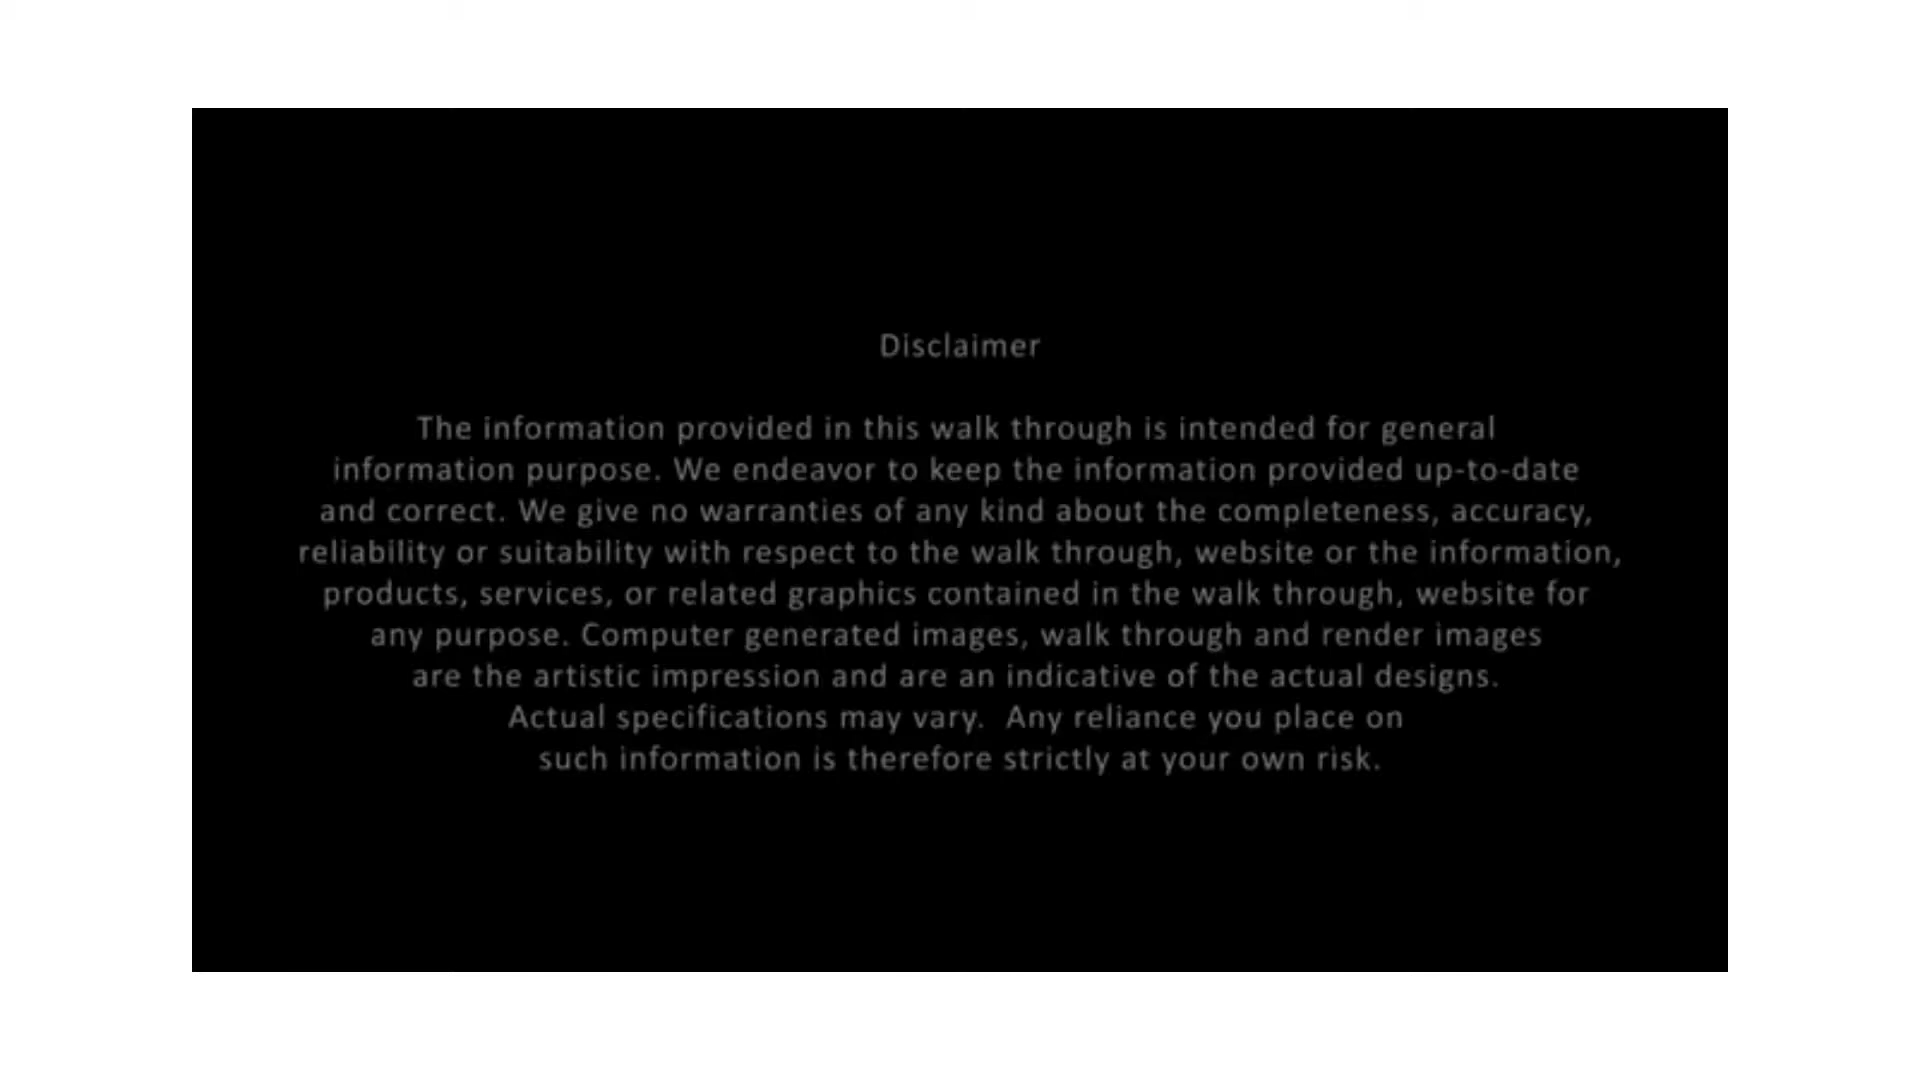 Disclaimer
The information provided in this walk through is intended for general
information purpose. We endeavor to keep the information provided up-to-date
and correct. We give no warranties of any kind about the completeness, accuracy,
reliability or suitability with respect to the walk through, website or the information,
products, services, or related graphics contained in the walk through, website for
any purpose. Computer generated images, walk through and render images
are the artistic impression and are an indicative of the actual designs.
Actual specifications may vary.  Any reliance you place on
such information is therefore strictly at your own risk.